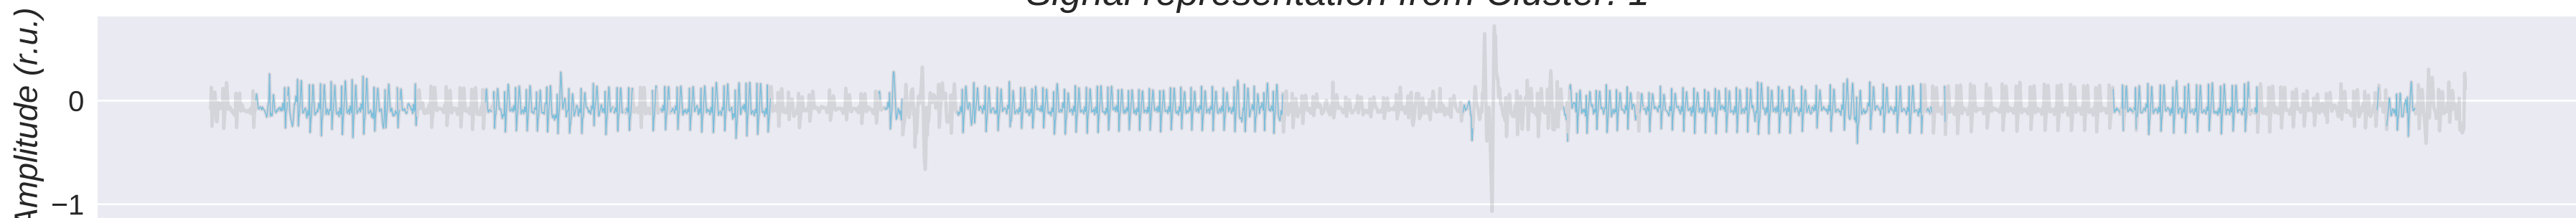 Signal representation from Cluster: 1
Amplitude (r.u.)
0
−1